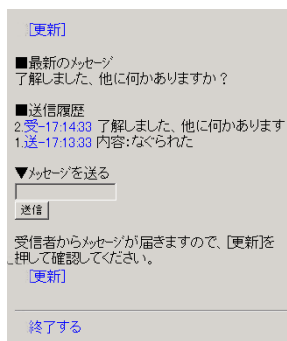 [更新]
■最新のメッセージ
了解しました、他に何かありますか？
■送信履歴
2.受-17:14:33 了解しました、他に何かあります
1.送-17:13:33 内容:なぐられた
▼メッセージを送る
送信
受信者からメッセージが届きますので、[更新]を
押して確認してください。
[更新]
終了する